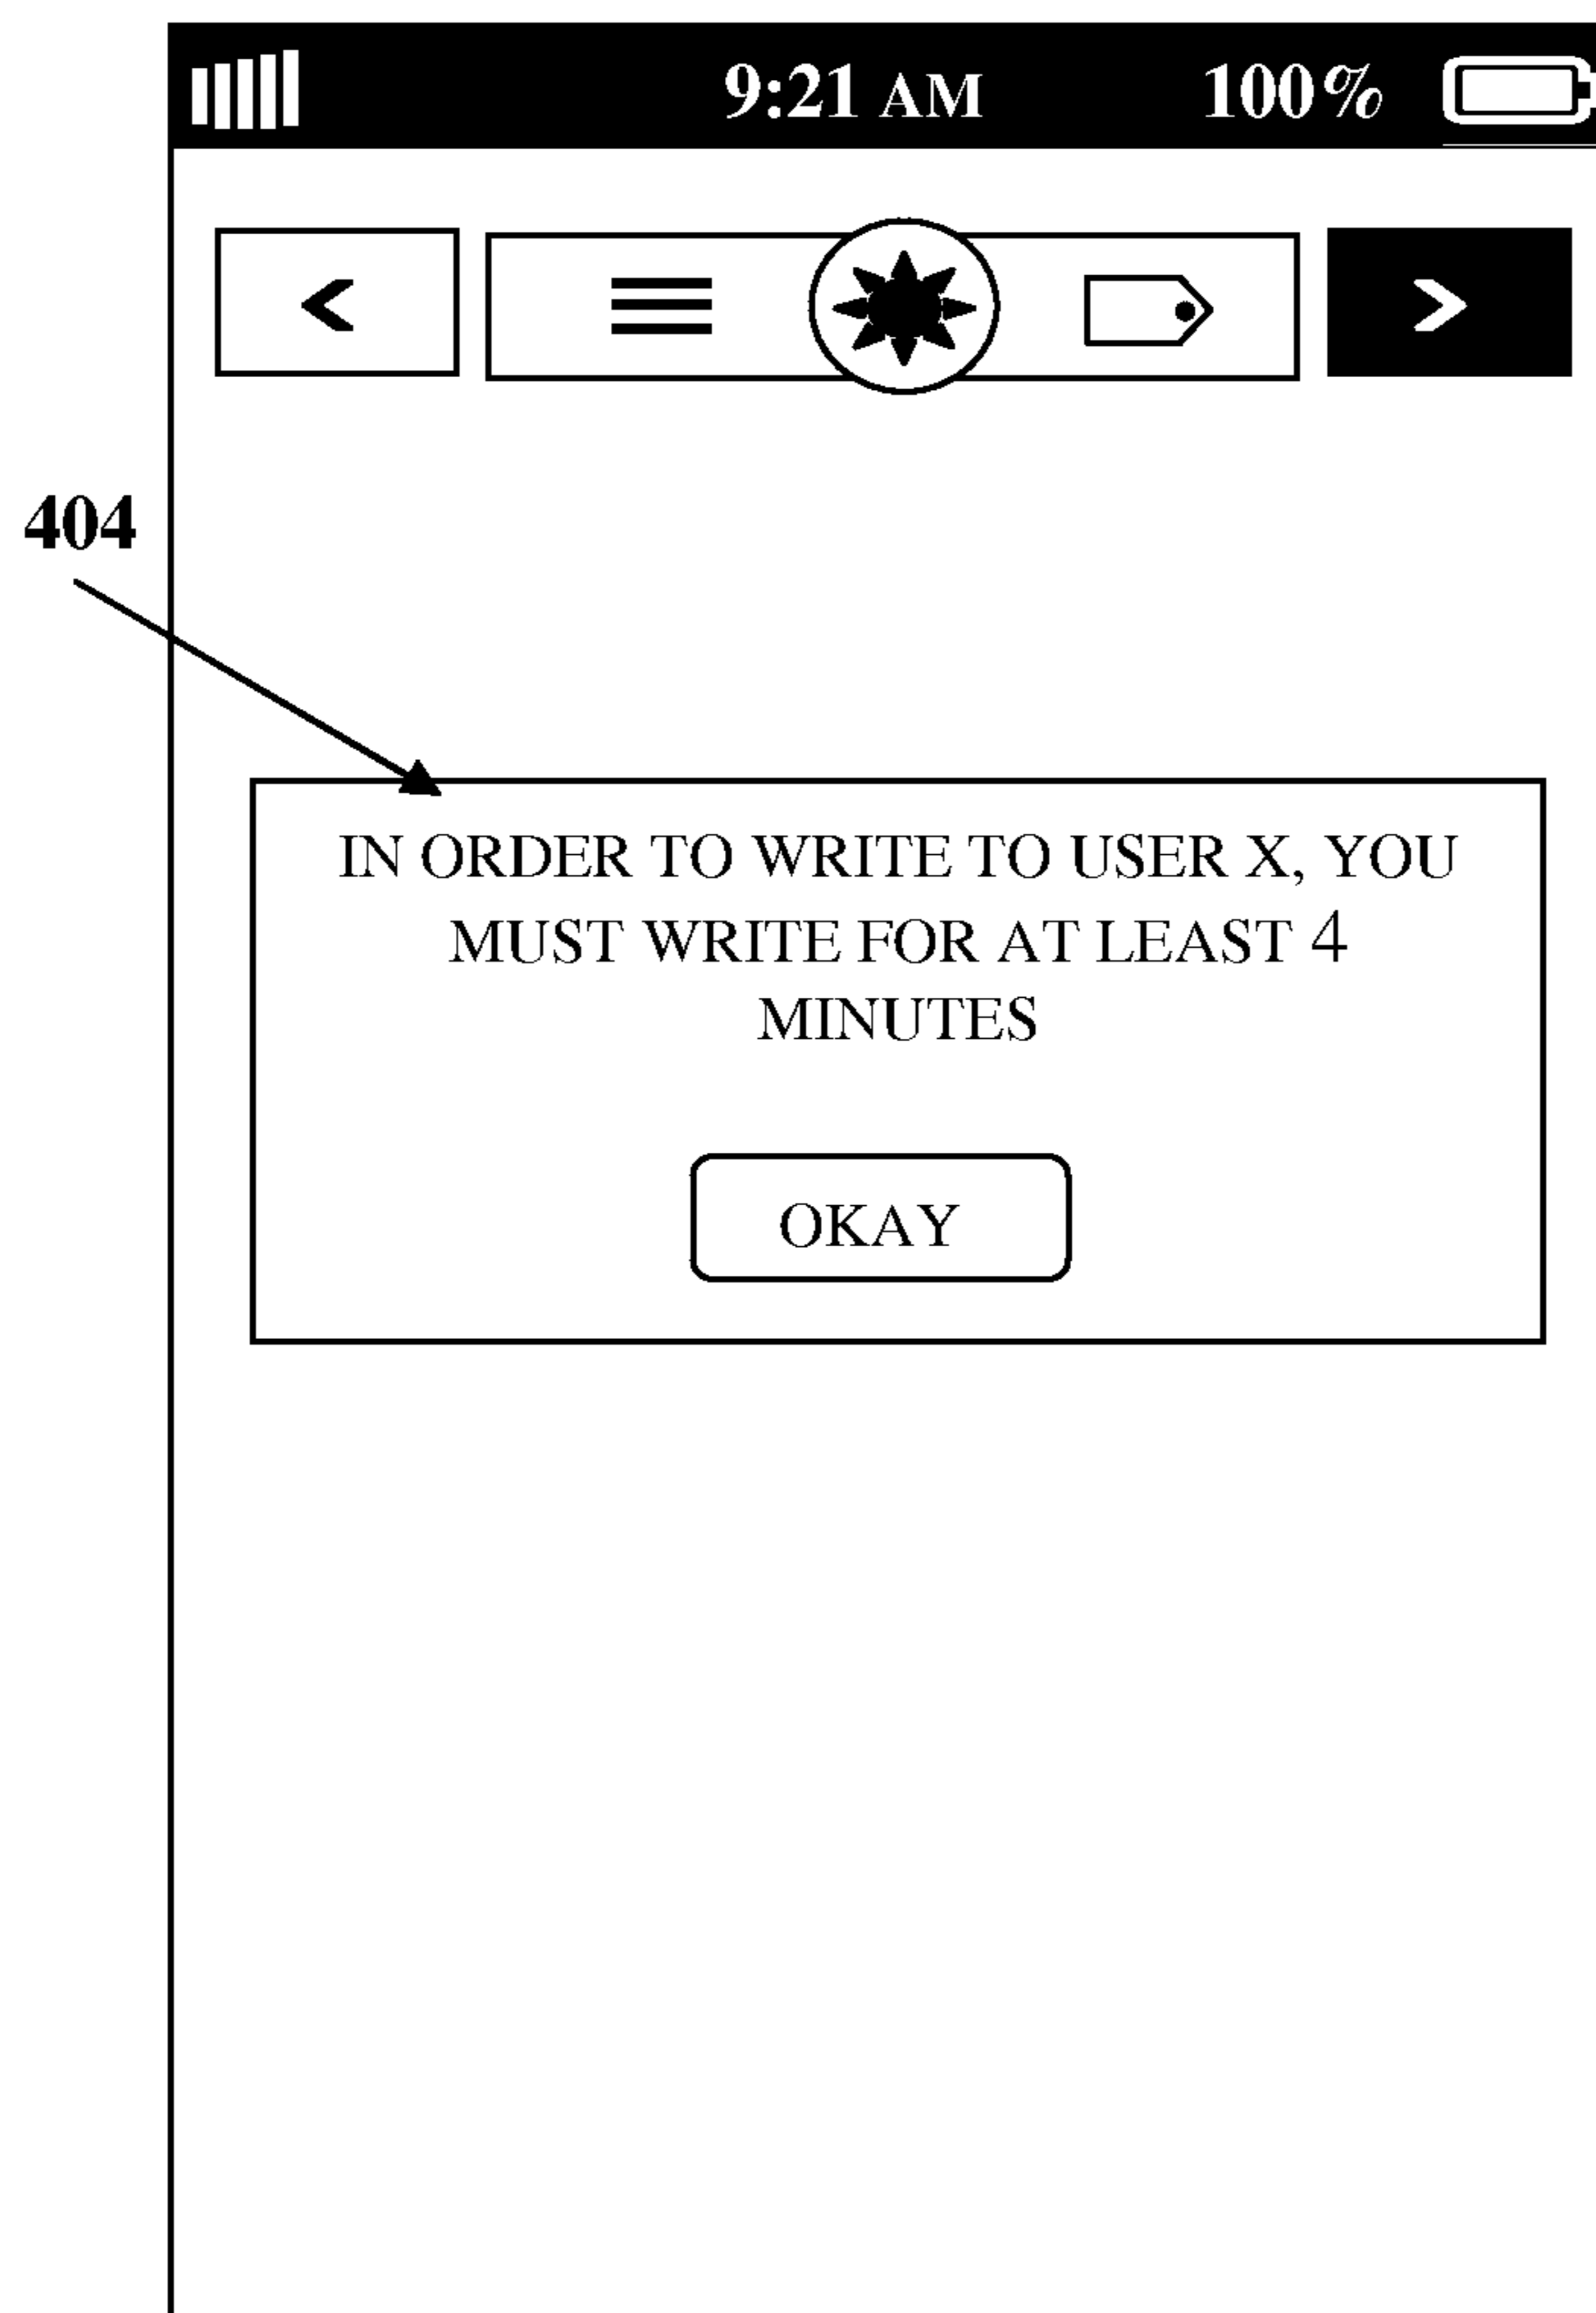 9:21 AM 100%
<
>
404
IN ORDER TO WRITE TO USER X, YOU
MUST WRITE FOR AT LEAST 4
MINUTES
OKAY